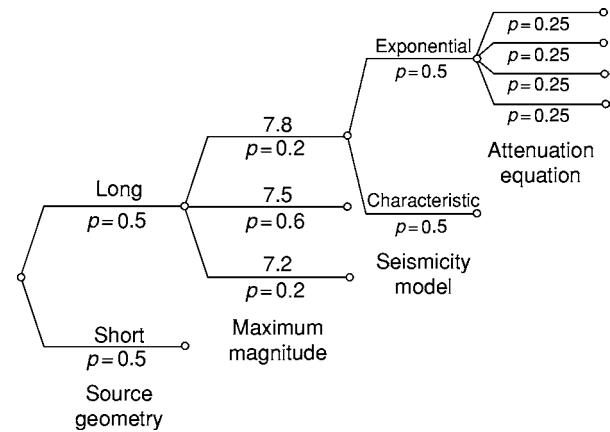 p=0.25
p=0.25
p=0.25
p=0.25
Attenuation
equation
Exponential
p=0.5
Characteristic
p=0.5
Seismicity
model
7.8
p=0.2
7.5
p=0.6
7.2
p=0.2
Maximum
magnitude
Long
p=0.5
Short
p=0.5
Source
geometry